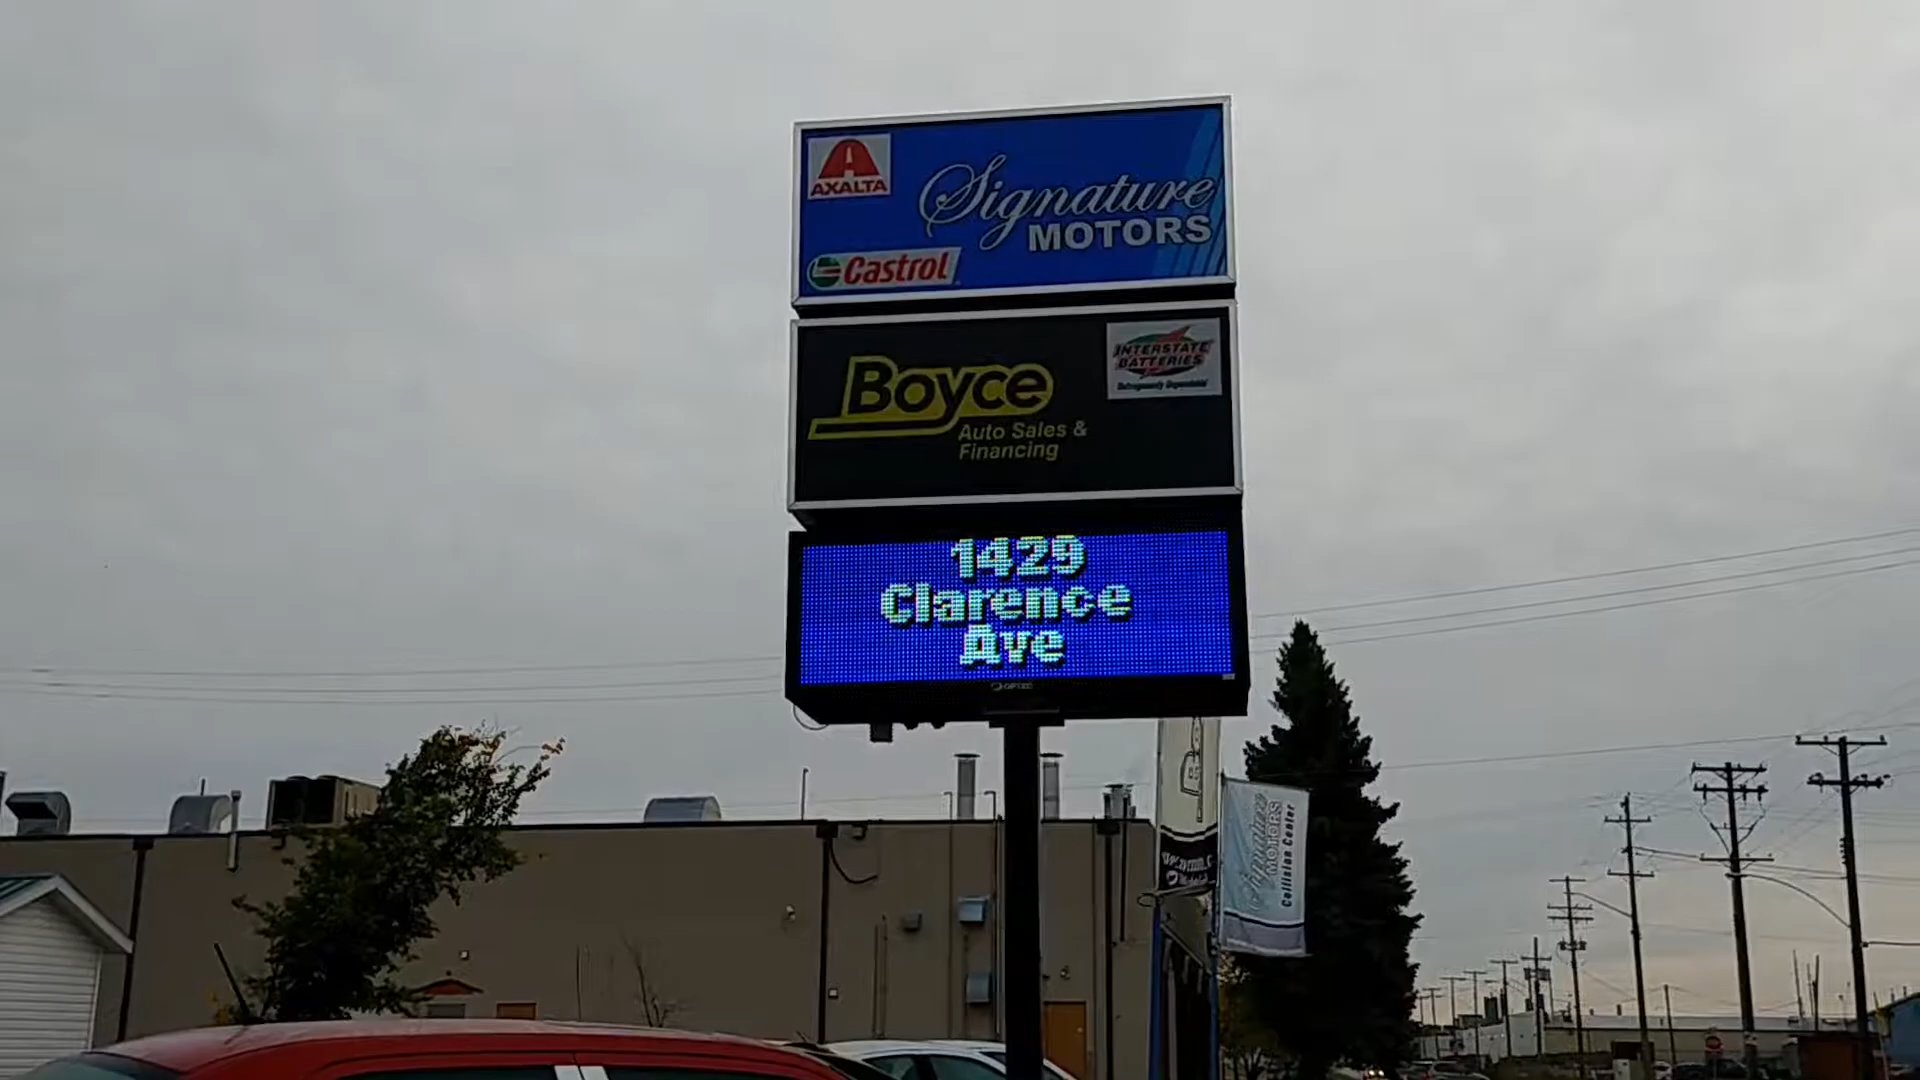 AXALTA
Signature
MOTORS
Castrol
Boyce
Auto Sales &
Financing
INTERSTATE
BATTERIES
1429
Clarence
Ave
Signature
MOTORS
Collision Center